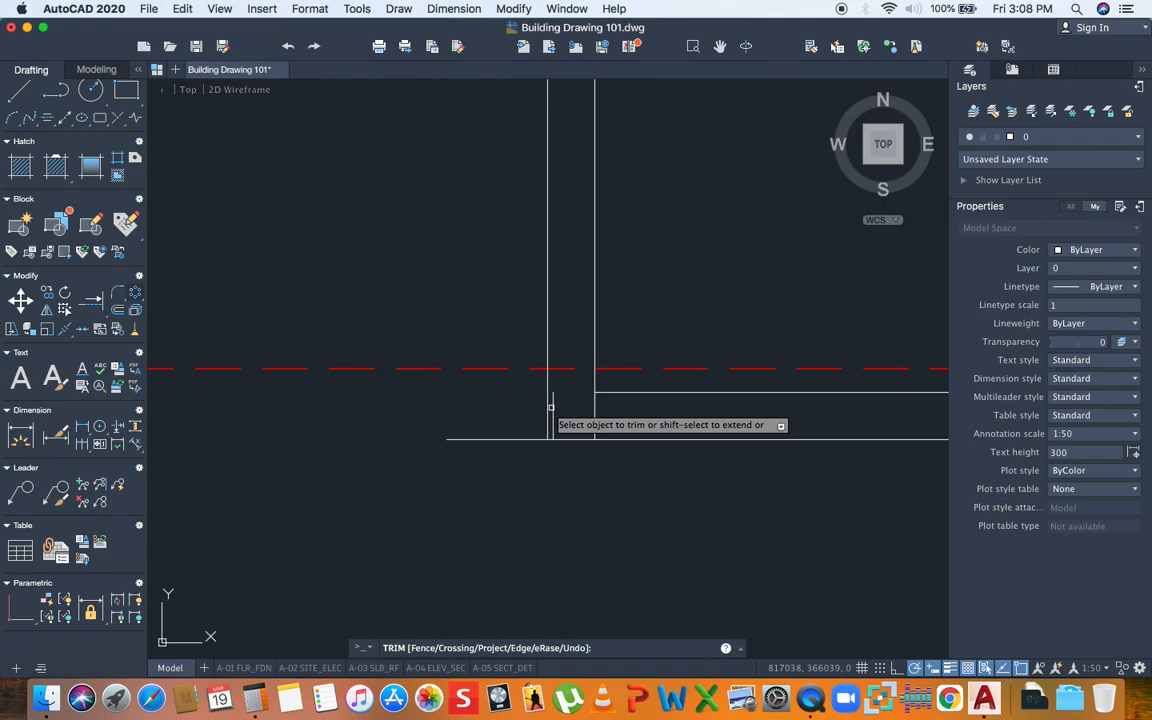 AutoCAD 2020 File Edit View Insert Format Tools Draw Dimension Modify Window Help 100% Fri 3:08 PM
Building Drawing 101.dwg
Sign In
Drafting Modeling Building Drawing 101*
Top 2D Wireframe
Layers
N
0
Hatch
W TOP E
Unsaved Layer State
Show Layer List
S
Block
Properties All My
WCS
Model Space
Color ByLayer
Layer 0
Modify
Linetype ByLayer
Linetype scale 1
Lineweight ByLayer
Transparency 0
Text
Text style Standard
Dimension style Standard
Multileader style Standard
Dimension
Table style Standard
Select object to trim or shift-select to extend or
Annotation scale 1:50
Text height 300
Leader
Plot style ByColor
Plot style table None
Plot style attac... Model
Table
Plot table type Not available
Parametric
Y
X
>_ TRIM [Fence/Crossing/Project/Edge/eRase/Undo]:
Model A-01 FLR_FDN A-02 SITE_ELEC A-03 SLB_RF A-04 ELEV_SEC A-05 SECT_DET 817038, 366039, 0 1:50